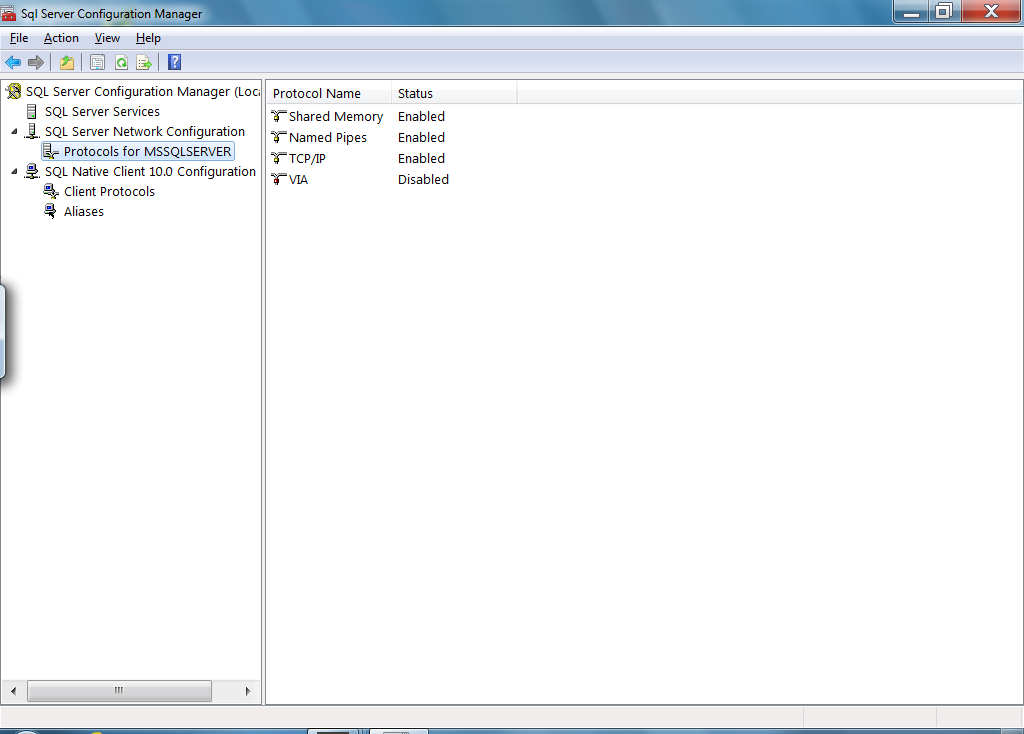 Sql Server Configuration Manager
File Action View Help
SQL Server Configuration Manager (Loca
SQL Server Services
SQL Server Network Configuration
Protocols for MSSQLSERVER
SQL Native Client 10.0 Configuration
Client Protocols
Aliases
Protocol Name Status
Shared Memory Enabled
Named Pipes Enabled
TCP/IP Enabled
VIA Disabled